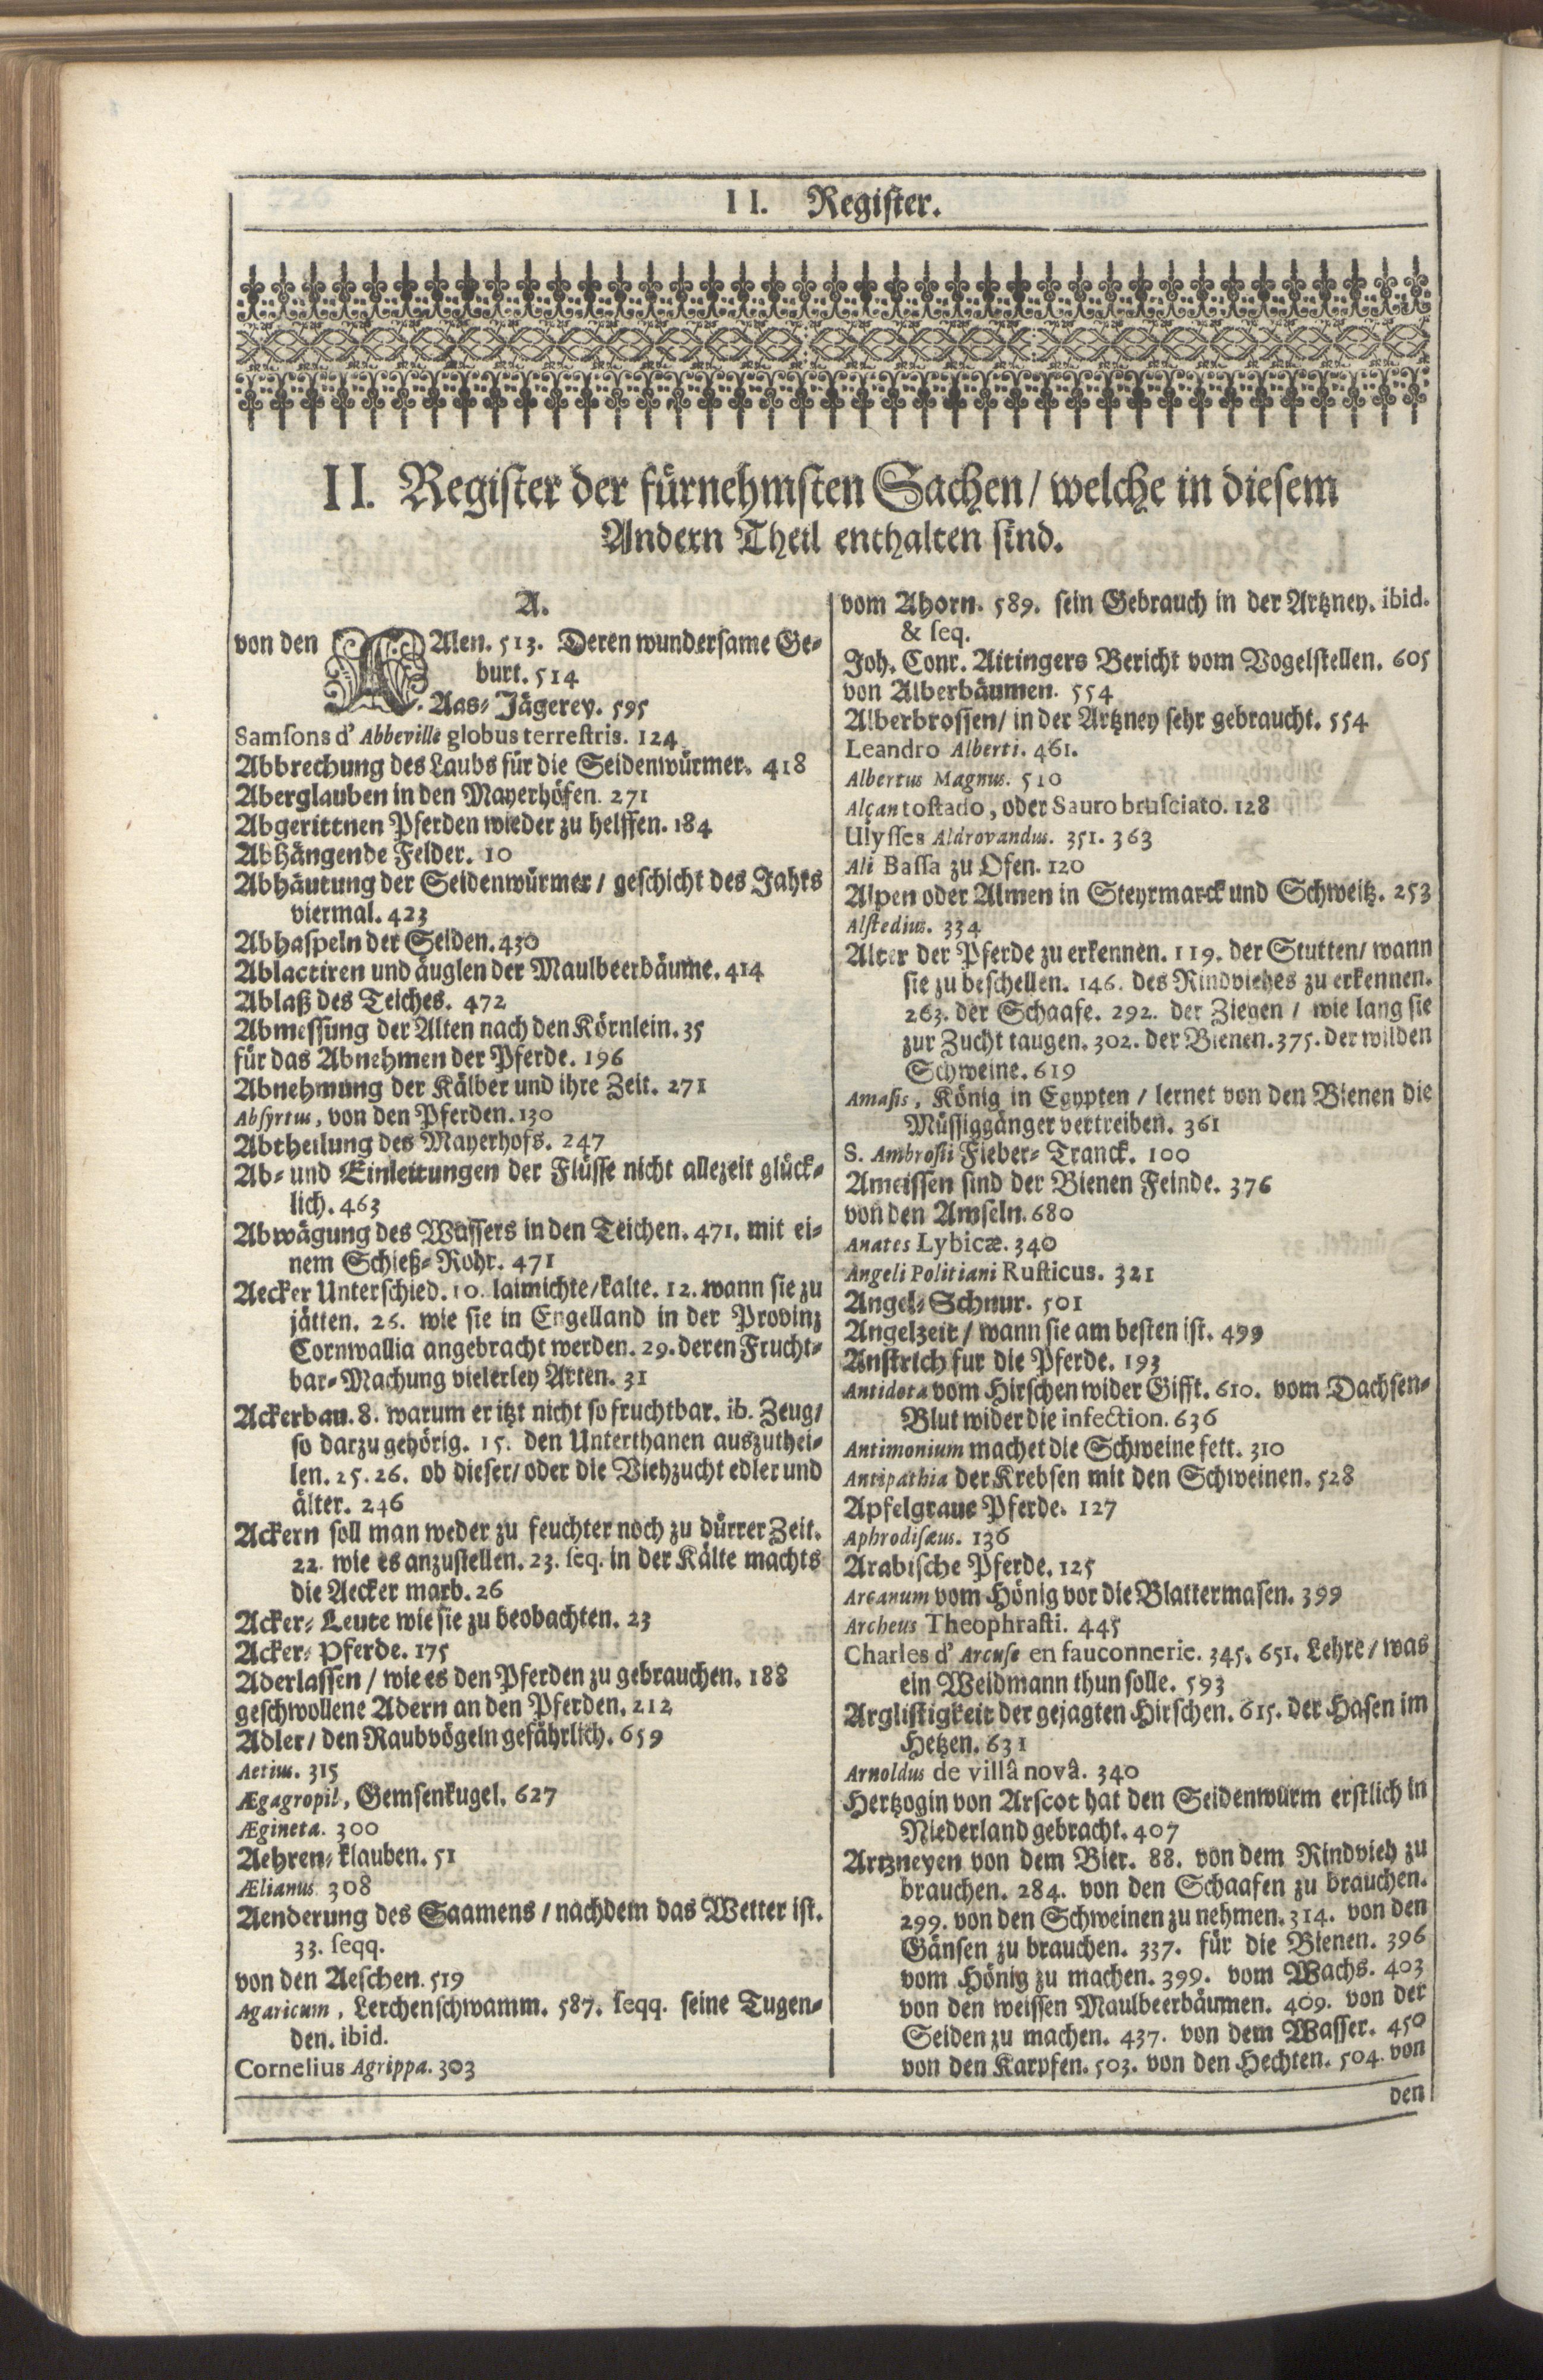 II. Register.
II. Register der fürnehmsten Sachen / welche in diesem
Andern Theil enthalten sind.
A.
von den AAlen. 513. Deren wundersame Ge-
burt. 514
Aas-Jägerey. 595
Samsons d' Abbeville globus terrestris. 124
Abbrechung des Laubs für die Seidenwürmer. 418
Aberglauben in den Mayerhöfen. 271
Abgerittnen Pferden wieder zu helffen. 184
Abhängende Felder. 10
Abhäutung der Seidenwürmer / geschicht des Jahrs
viermal. 423
Abhaspeln der Seiden. 430
Ablactiren und äuglen der Maulbeerbäume. 414
Ablaß des Teiches. 472
Abmessung der Alten nach den Körnlein. 35
für das Abnehmen der Pferde. 196
Abnehmung der Kälber und ihre Zeit. 271
Absyrtus, von den Pferden. 130
Abtheilung des Mayerhofs. 247
Ab- und Einleitungen der Flüsse nicht allezeit glück-
lich. 463
Abwägung des Wassers in den Teichen. 471. mit ei-
nem Schieß-Rohr. 471
Aecker Unterschied. 10. laimichte / kalte. 12. wann sie zu
jätten. 26. wie sie in Engelland in der Provinz
Cornwallia angebracht werden. 29. deren Frucht-
bar-Machung vielerley Arten. 31
Ackerbau. 8. warum er itzt nicht so fruchtbar. ib. Zeug /
so darzu gehörig. 15. den Unterthanen auszuthei-
len. 25. 26. ob dieser / oder die Viehzucht edler und
älter. 246
Ackern soll man weder zu feuchter noch zu dürrer Zeit.
22. wie es anzustellen. 23. seq. in der Kälte machts
die Aecker marb. 26
Acker-Leute wie sie zu beobachten. 23
Acker-Pferde. 175
Aderlassen / wie es den Pferden zu gebrauchen. 188
geschwollene Adern an den Pferden. 212
Adler / den Raubvögeln gefährlich. 659
Aetius. 315
Ægagropil, Gemsenkugel. 627
Ægineta. 300
Aehren-klauben. 51
Ælianus 308
Aenderung des Saamens / nachdem das Wetter ist.
33. seqq.
von den Aeschen. 519
Agaricum, Lerchenschwamm. 587. seqq. seine Tugen-
den. ibid.
Cornelius Agrippa. 303
vom Ahorn. 589. sein Gebrauch in der Artzney. ibid.
& seq.
Joh. Conr. Aitingers Bericht vom Vogelstellen. 605
von Alberbäumen. 554
Alberbrossen / in der Artzney sehr gebraucht. 554
Leandro Alberti. 461.
Albertus Magnus. 510
Alçan tostado, oder Sauro brusciato. 128
Ulysses Aldrovandus. 351. 363
Ali Bassa zu Ofen. 120
Alpen oder Almen in Steyrmarck und Schweitz. 253
Alstedius. 334
Alter der Pferde zu erkennen. 119. der Stutten / wann
sie zu beschellen. 146. des Rindviehes zu erkennen.
263. der Schaafe. 292. der Ziegen / wie lang sie
zur Zucht taugen. 302. der Bienen. 375. der wilden
Schweine. 619
Amasis, König in Egypten / lernet von den Bienen die
Müssiggänger vertreiben. 361
S. Ambrosii Fieber-Tranck. 100
Ameissen sind der Bienen Feinde. 376
von den Amseln. 680
Anates Lybicæ. 340
Angeli Politiani Rusticus. 321
Angel-Schnur. 501
Angelzeit / wann sie am besten ist. 499
Anstrich fur die Pferde. 193
Antidota vom Hirschen wider Gifft. 610. vom Dachsen-
Blut wider die infection. 636
Antimonium machet die Schweine fett. 310
Antipathia der Krebsen mit den Schweinen. 528
Apfelgraue Pferde. 127
Aphrodisæus. 136
Arabische Pferde. 125
Arcanum vom Hönig vor die Blattermasen. 399
Archeus Theophrasti. 445
Charles d' Arcuse en fauconnerie. 345. 651. Lehre / was
ein Weidmann thun solle. 593
Arglistigkeit der gejagten Hirschen. 615. der Hasen im
Hetzen. 631
Arnoldus de villâ novâ. 340
Hertzogin von Arscot hat den Seidenwurm erstlich in
Niederland gebracht. 407
Artzneyen von dem Bier. 88. von dem Rindvieh zu
brauchen. 284. von den Schaafen zu brauchen.
299. von den Schweinen zu nehmen. 314. von den
Gänsen zu brauchen. 337. für die Bienen. 396
vom Hönig zu machen. 399. vom Wachs. 403
von den weissen Maulbeerbäumen. 409. von der
Seiden zu machen. 437. von dem Wasser. 450
von den Karpfen. 503. von den Hechten. 504. von
den